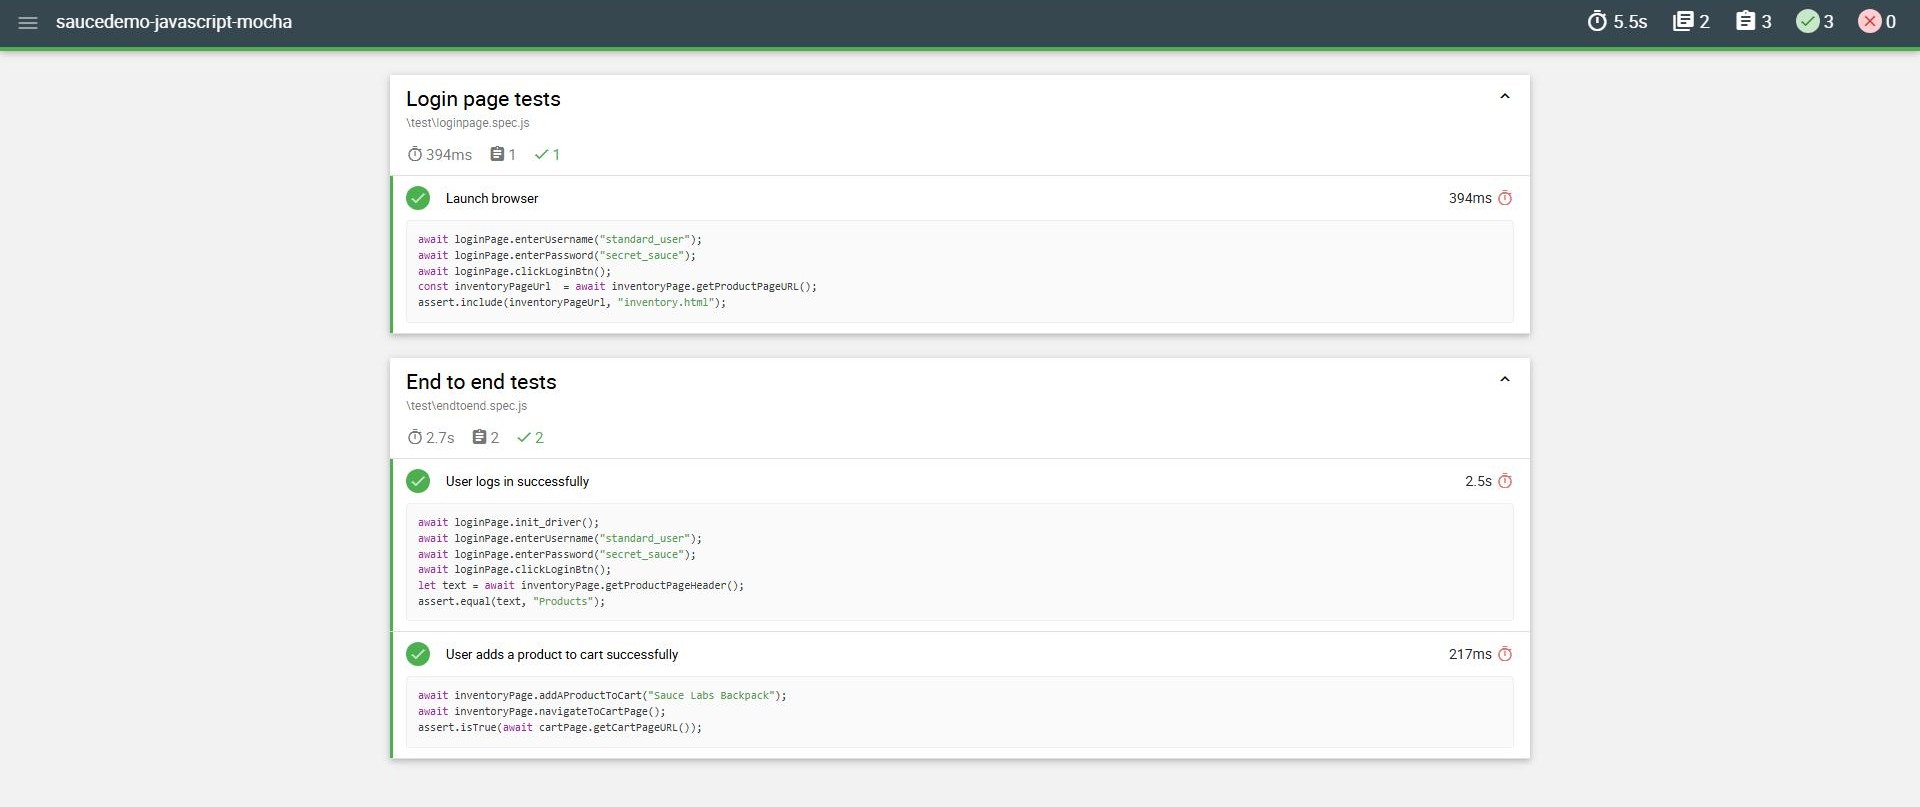 saucedemo-javascript-mocha
5.5s 2 3 3 0
Login page tests
\test\loginpage.spec.js
394ms 1 1
Launch browser 394ms
await loginPage.enterUsername("standard_user");
await loginPage.enterPassword("secret_sauce");
await loginPage.clickLoginBtn();
const inventoryPageUrl  = await inventoryPage.getProductPageURL();
assert.include(inventoryPageUrl, "inventory.html");
End to end tests
\test\endtoend.spec.js
2.7s 2 2
User logs in successfully 2.5s
await loginPage.init_driver();
await loginPage.enterUsername("standard_user");
await loginPage.enterPassword("secret_sauce");
await loginPage.clickLoginBtn();
let text = await inventoryPage.getProductPageHeader();
assert.equal(text, "Products");
User adds a product to cart successfully 217ms
await inventoryPage.addAProductToCart("Sauce Labs Backpack");
await inventoryPage.navigateToCartPage();
assert.isTrue(await cartPage.getCartPageURL());